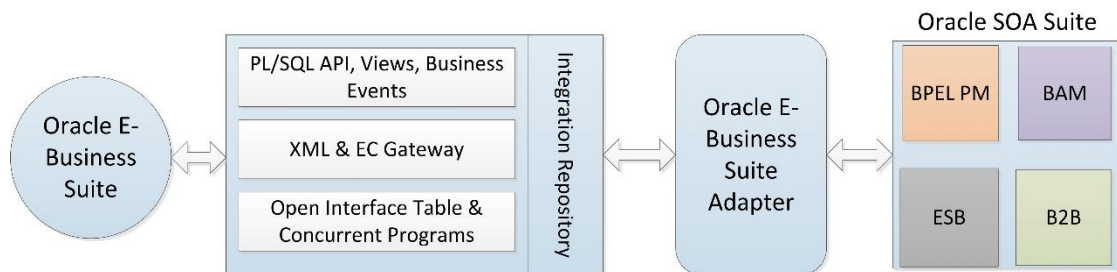 Oracle E-
Business
Suite
PL/SQL API, Views, Business
Events
XML & EC Gateway
Open Interface Table &
Concurrent Programs
Integration Repository
Oracle E-
Business
Suite
Adapter
Oracle SOA Suite
BPEL PM
BAM
ESB
B2B